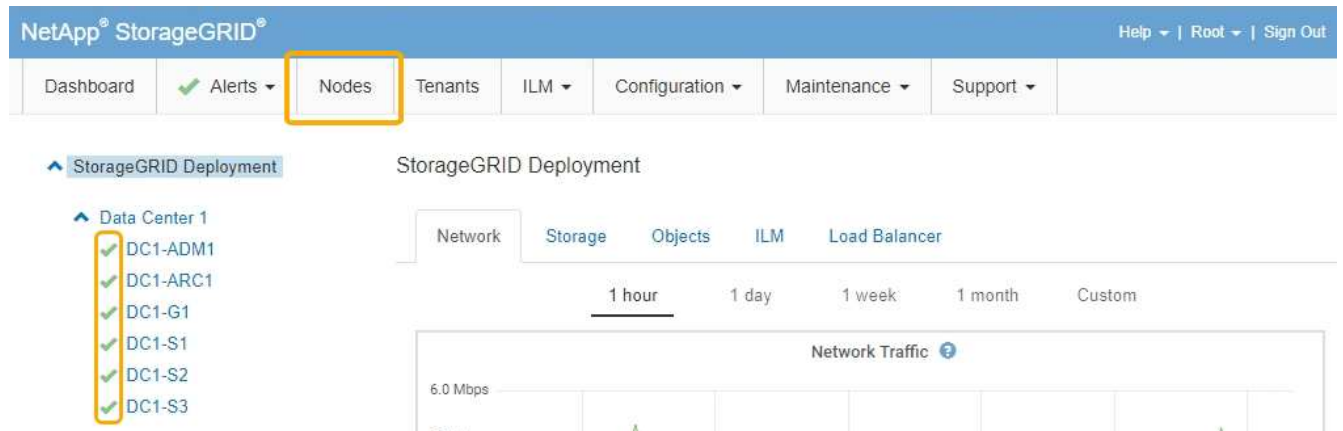 NetApp® StorageGRID®
Help | Root | Sign Out
Dashboard Alerts Nodes Tenants ILM Configuration Maintenance Support
StorageGRID Deployment
Data Center 1
DC1-ADM1
DC1-ARC1
DC1-G1
DC1-S1
DC1-S2
DC1-S3
StorageGRID Deployment
Network Storage Objects ILM Load Balancer
1 hour 1 day 1 week 1 month Custom
Network Traffic ?
6.0 Mbps